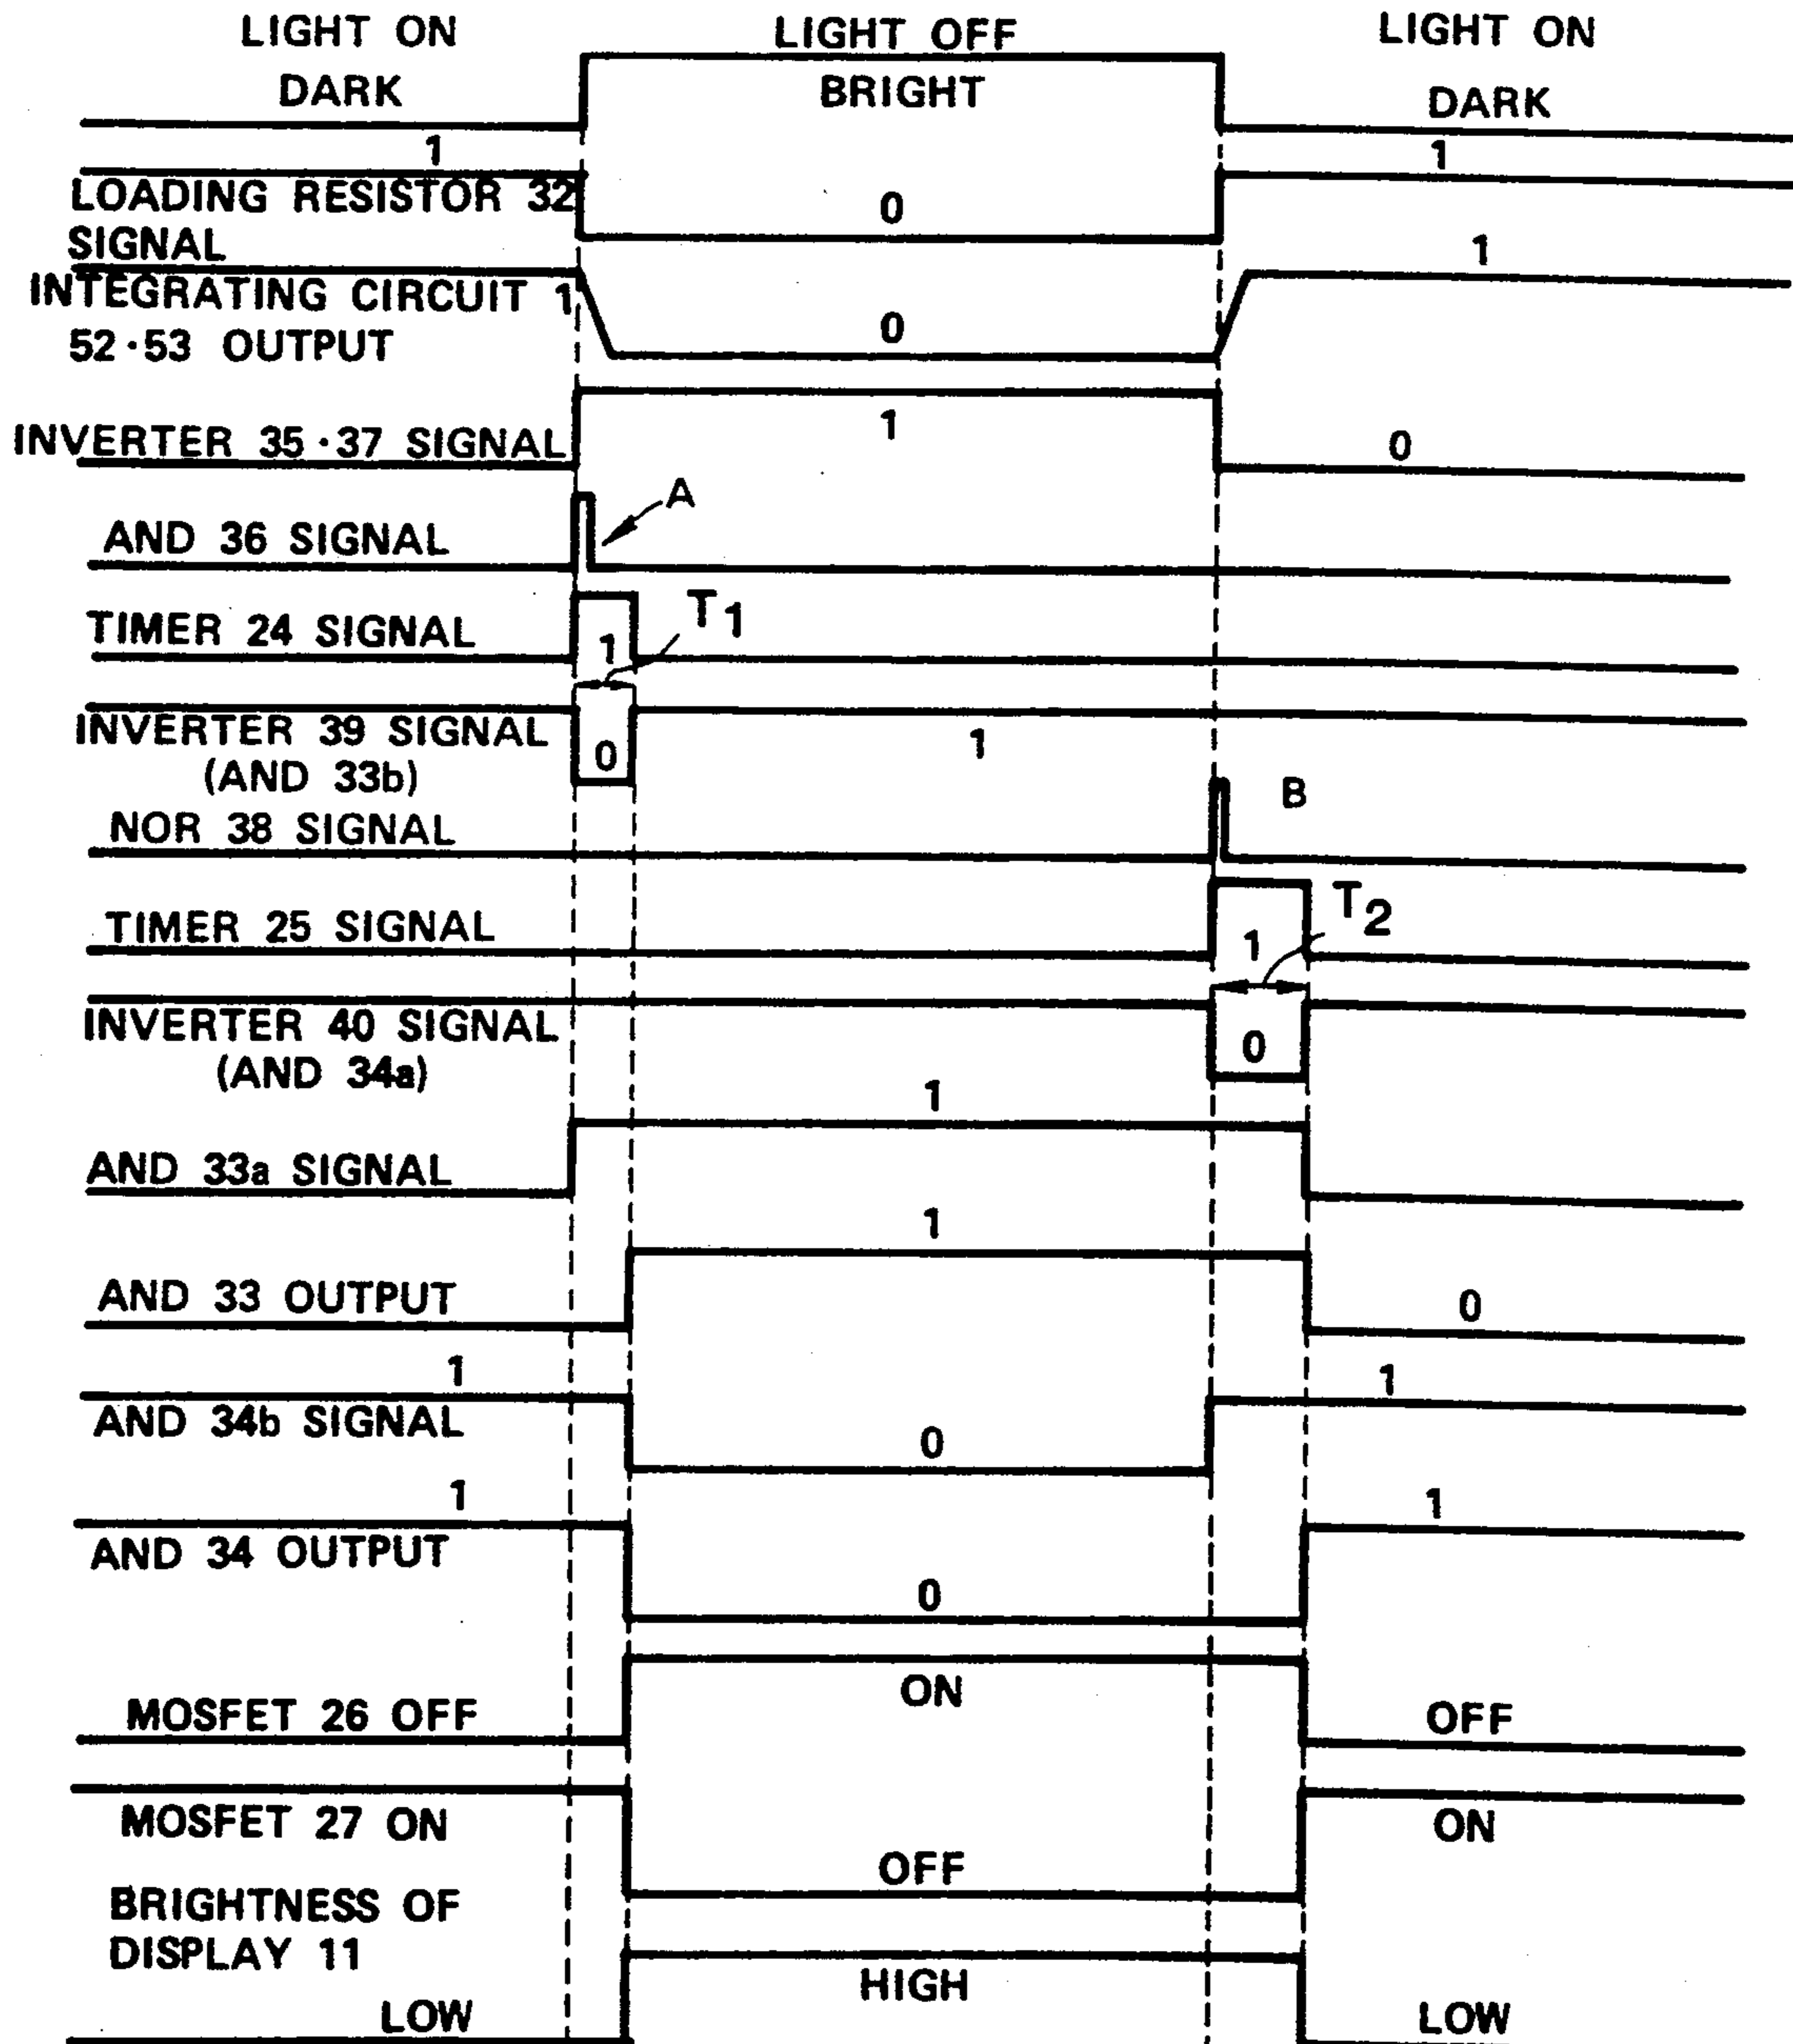 LIGHT ON LIGHT OFF LIGHT ON
DARK BRIGHT DARK
1 1
LOADING RESISTOR 32 0
SIGNAL 1
INTEGRATING CIRCUIT 1
52·53 OUTPUT 0
1
INVERTER 35·37 SIGNAL 0
A
AND 36 SIGNAL
T1
TIMER 24 SIGNAL 1
INVERTER 39 SIGNAL 1
(AND 33b) 0
B
NOR 38 SIGNAL
T2
TIMER 25 SIGNAL 1
INVERTER 40 SIGNAL 0
(AND 34a)
1
AND 33a SIGNAL
1
AND 33 OUTPUT 0
1 1
AND 34b SIGNAL 0
1 1
AND 34 OUTPUT
0
ON
MOSFET 26 OFF OFF
MOSFET 27 ON ON
OFF
BRIGHTNESS OF
DISPLAY 11
HIGH
LOW LOW